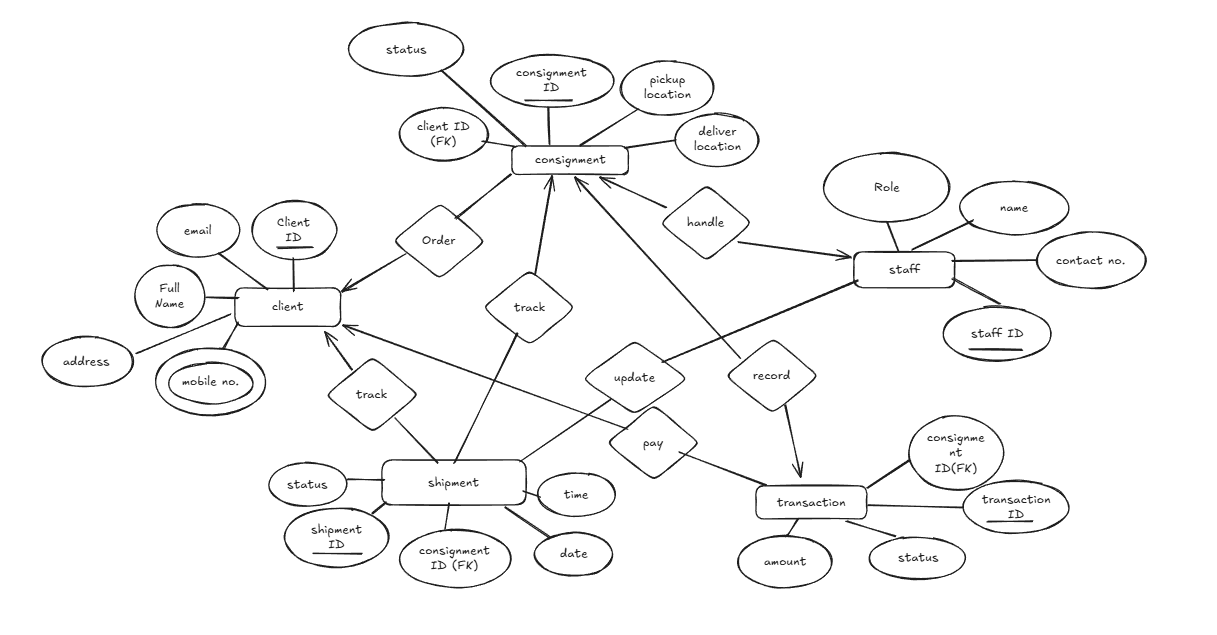 status
consignment
ID
pickup
location
client ID
(FK)
deliver
location
consignment
Role
name
handle
email
Client
ID
Order
contact no.
staff
Full
Name
client
track
staff ID
address
mobile no.
track
update
record
pay
consignme
nt
ID(FK)
status
shipment
time
transaction
transaction
ID
shipment
ID
consignment
ID (FK)
date
amount
status